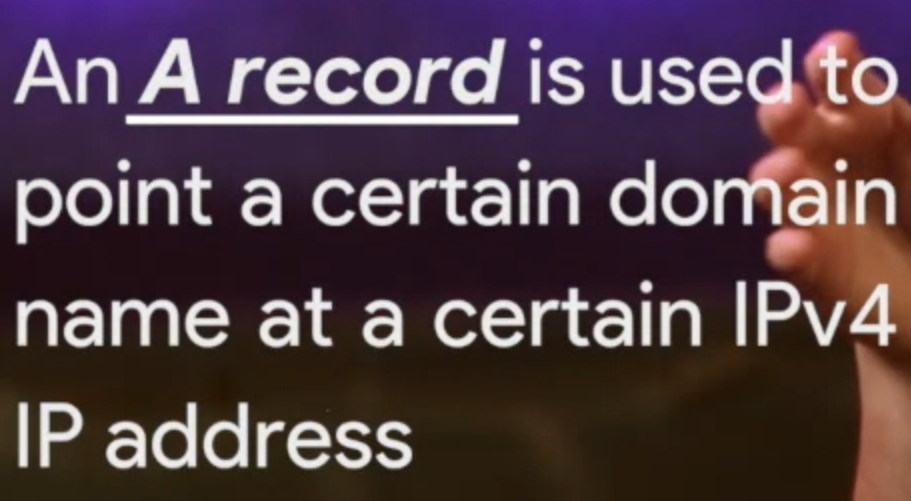 An A record is used to
point a certain domain
name at a certain IPv4
IP address